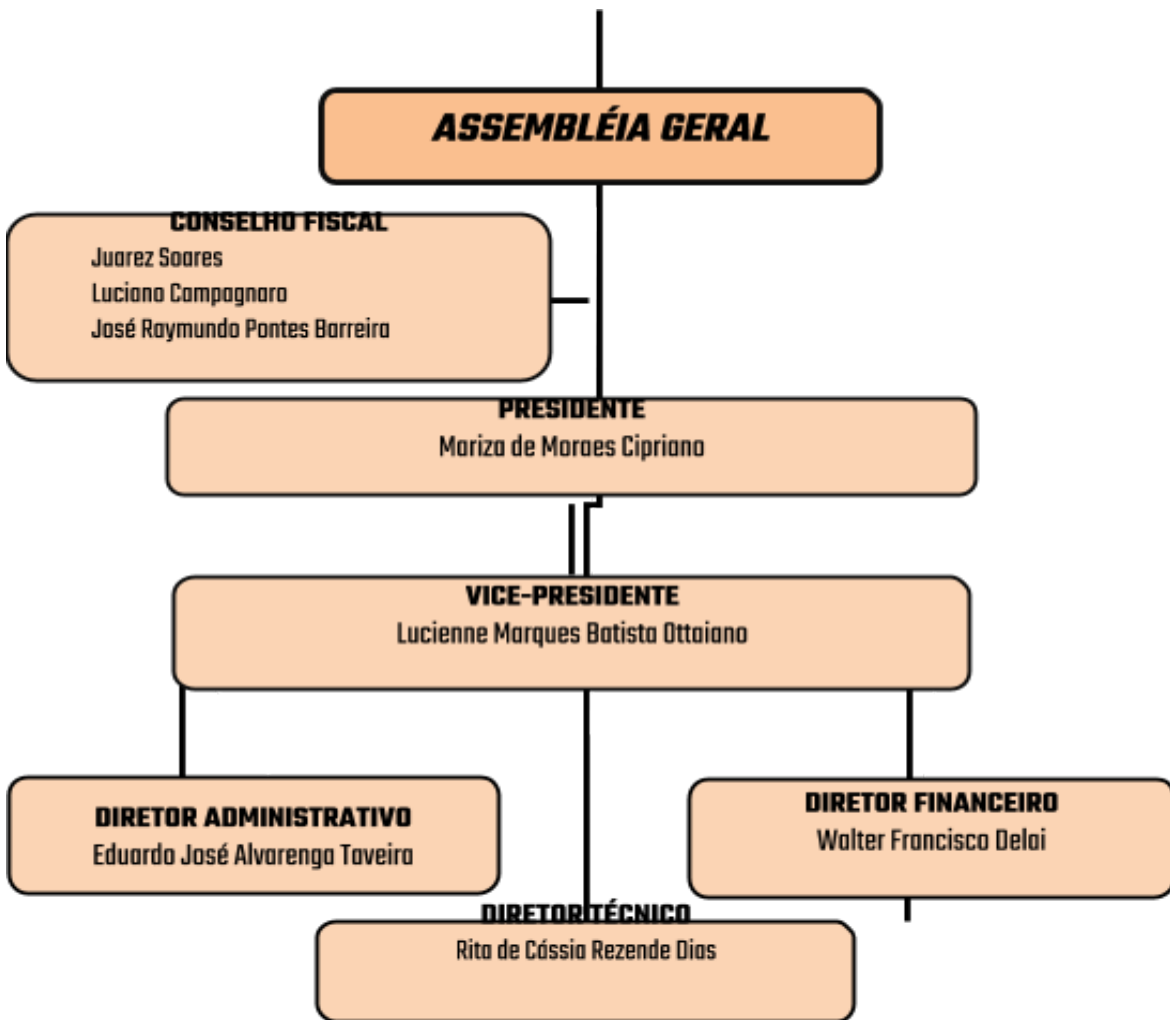 ASSEMBLÉIA GERAL
CONSELHO FISCAL
Juarez Soares
Luciano Campagnaro
José Raymundo Pontes Barreira
PRESIDENTE
Mariza de Moraes Cipriano
VICE-PRESIDENTE
Lucienne Marques Batista Ottaiano
DIRETOR ADMINISTRATIVO
Eduardo José Alvarenga Taveira
DIRETOR FINANCEIRO
Walter Francisco Delai
DIRETOR TÉCNICO
Rita de Cássia Rezende Dias